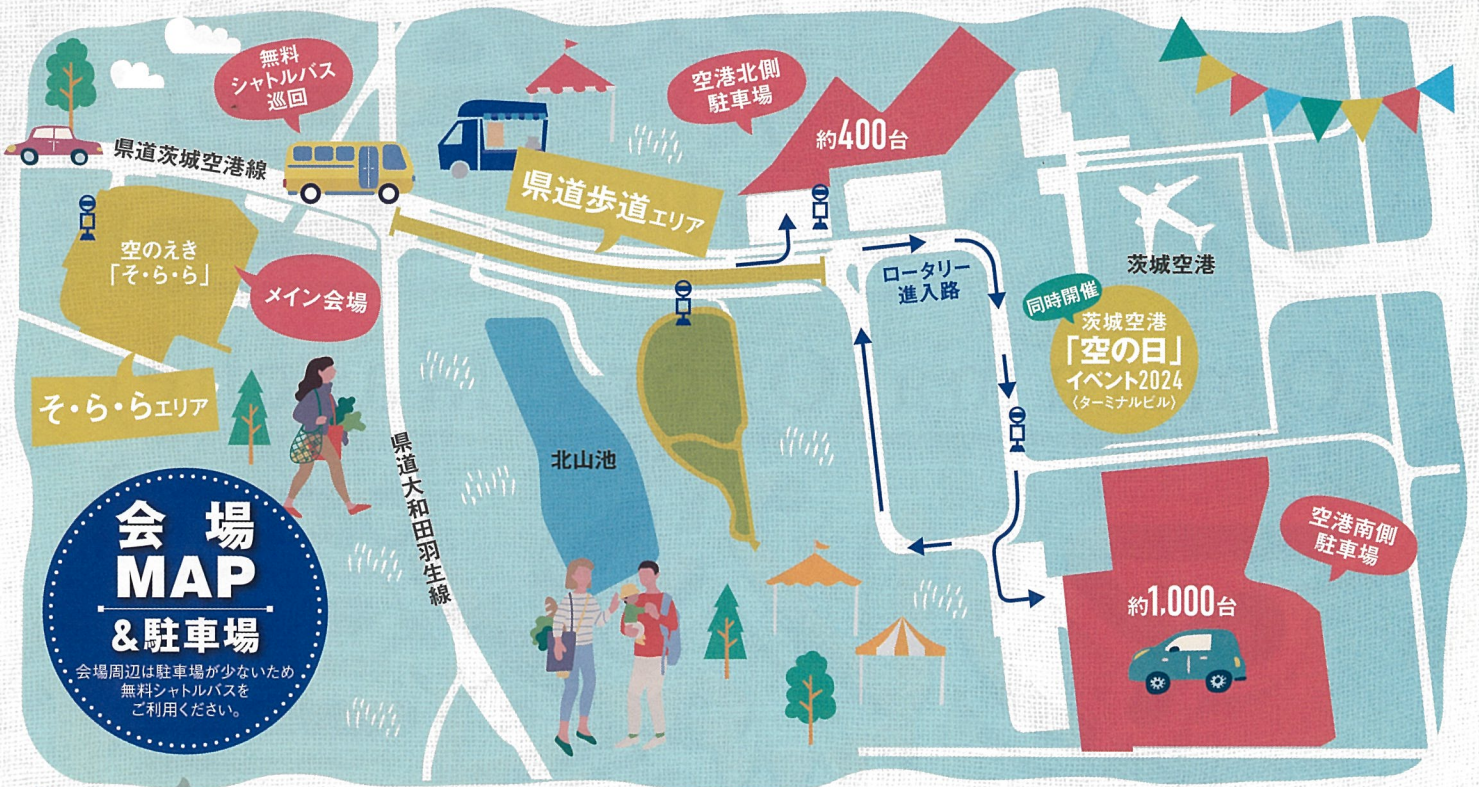 無料
シャトルバス
巡回
県道茨城空港線
空のえき
「そ・ら・ら」
メイン会場
そ・ら・らエリア
県道歩道エリア
空港北側
駐車場
約400台
ロータリー
進入路
茨城空港
同時開催
茨城空港
「空の日」
イベント2024
〈ターミナルビル〉
北山池
県道大和田羽生線
空港南側
駐車場
約1,000台
会場
MAP
&駐車場
会場周辺は駐車場が少ないため
無料シャトルバスを
ご利用ください。